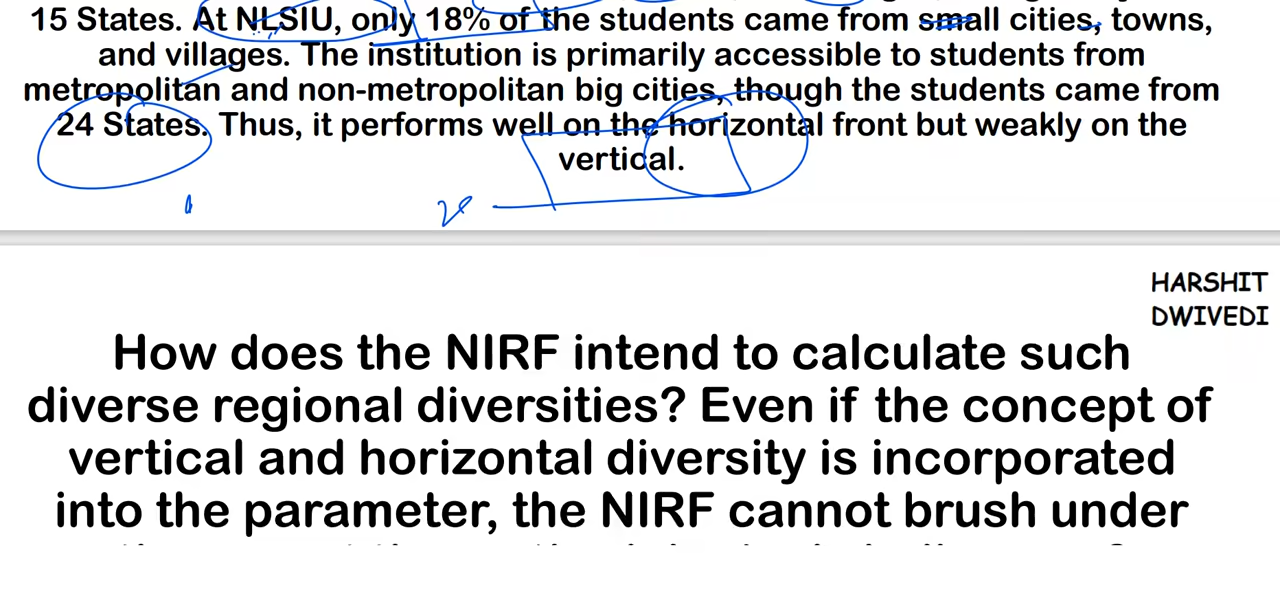 15 States. At NLSIU, only 18% of the students came from small cities, towns,
and villages. The institution is primarily accessible to students from
metropolitan and non-metropolitan big cities, though the students came from
24 States. Thus, it performs well on the horizontal front but weakly on the
vertical.
HARSHIT
DWIVEDI
How does the NIRF intend to calculate such
diverse regional diversities? Even if the concept of
vertical and horizontal diversity is incorporated
into the parameter, the NIRF cannot brush under